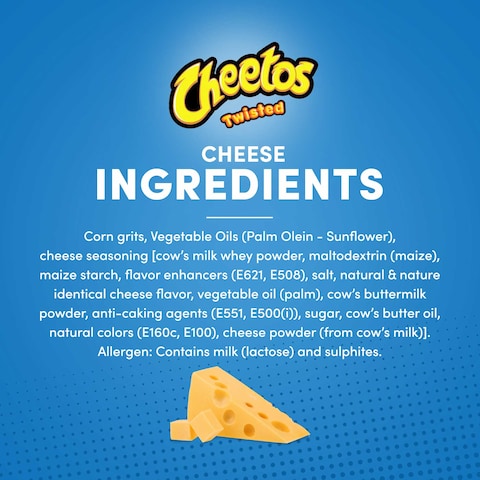 Cheetos
Twisted
CHEESE
INGREDIENTS
Corn grits, Vegetable Oils (Palm Olein - Sunflower),
cheese seasoning [cow's milk whey powder, maltodextrin (maize),
maize starch, flavor enhancers (E621, E508), salt, natural & nature
identical cheese flavor, vegetable oil (palm), cow's buttermilk
powder, anti-caking agents (E551, E500(i)), sugar, cow's butter oil,
natural colors (E160c, E100), cheese powder (from cow's milk)].
Allergen: Contains milk (lactose) and sulphites.